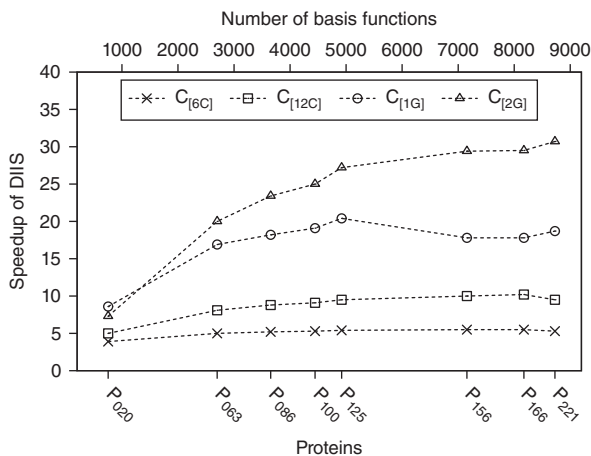 Number of basis functions
1000 2000 3000 4000 5000 6000 7000 8000 9000
40
35
30
25
20
15
10
5
0
Speedup of DIIS
C[6C] C[12C] C[1G] C[2G]
P020 P063 P086 P100 P125 P156 P166 P221
Proteins